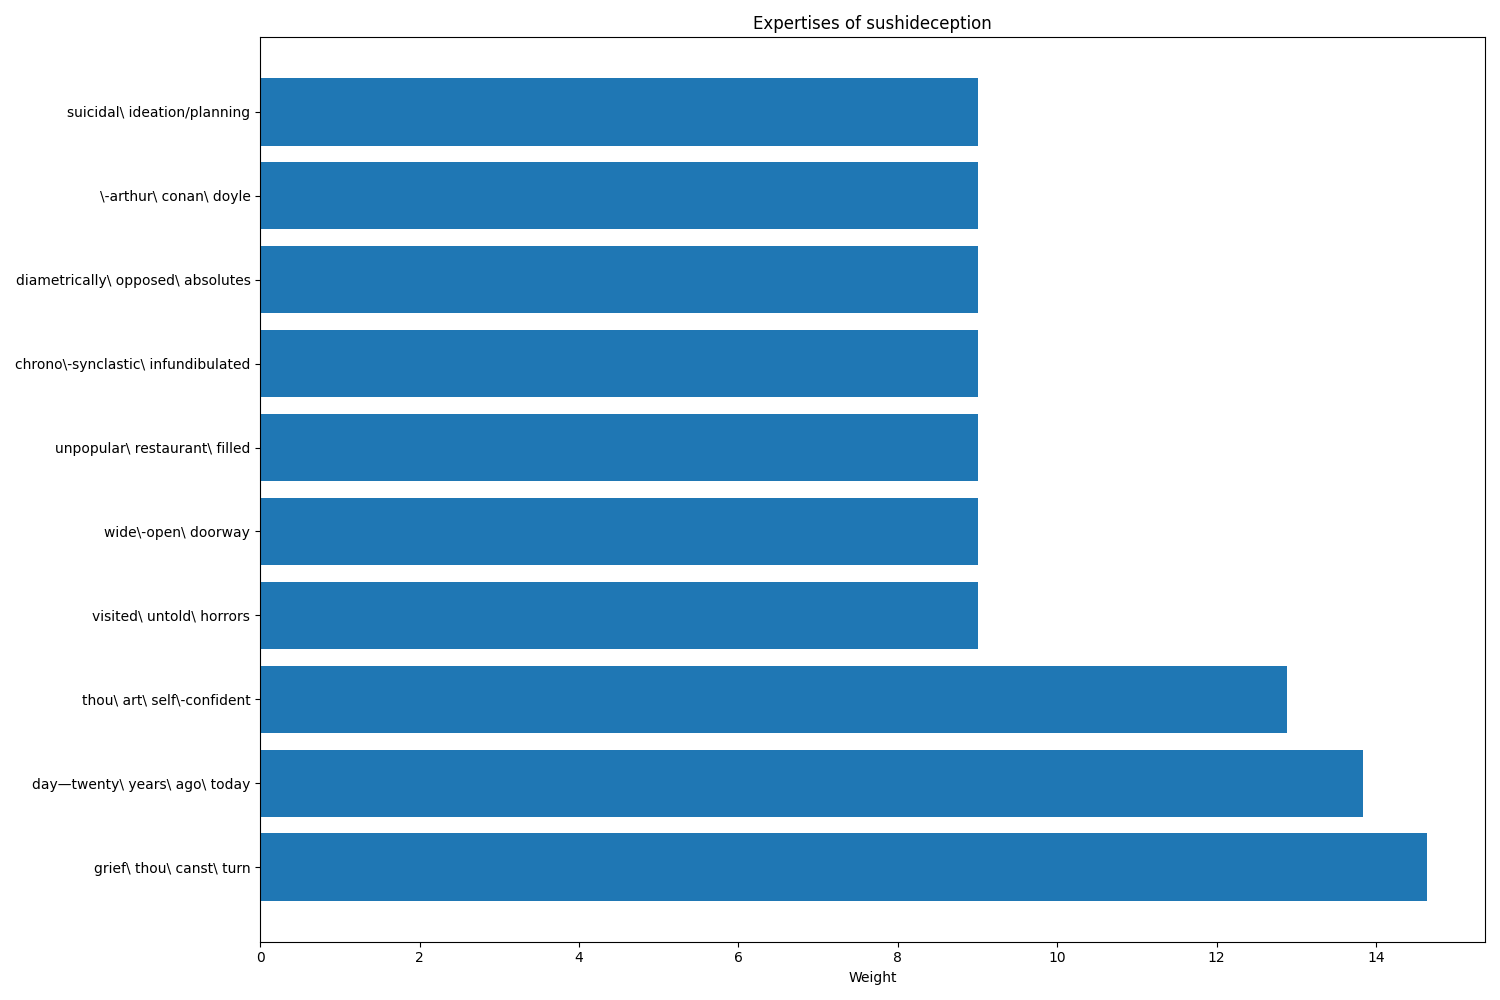 Expertises of sushideception
suicidal\ ideation/planning
\-arthur\ conan\ doyle
diametrically\ opposed\ absolutes
chrono\-synclastic\ infundibulated
unpopular\ restaurant\ filled
wide\-open\ doorway
visited\ untold\ horrors
thou\ art\ self\-confident
day—twenty\ years\ ago\ today
grief\ thou\ canst\ turn
0 2 4 6 8 10 12 14
Weight